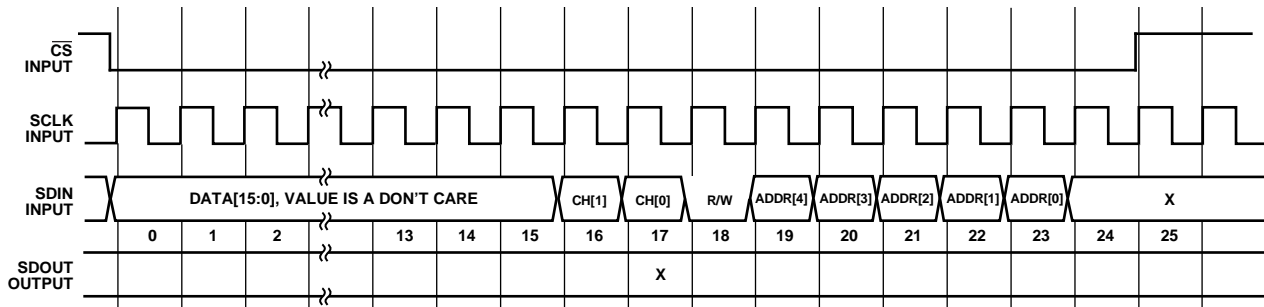 CS
INPUT
SCLK
INPUT
SDIN
INPUT
DATA[15:0], VALUE IS A DON'T CARE
CH[1]
CH[0]
R/W
ADDR[4]
ADDR[3]
ADDR[2]
ADDR[1]
ADDR[0]
X
0 1 2 13 14 15 16 17 18 19 20 21 22 23 24 25
SDOUT
OUTPUT
X